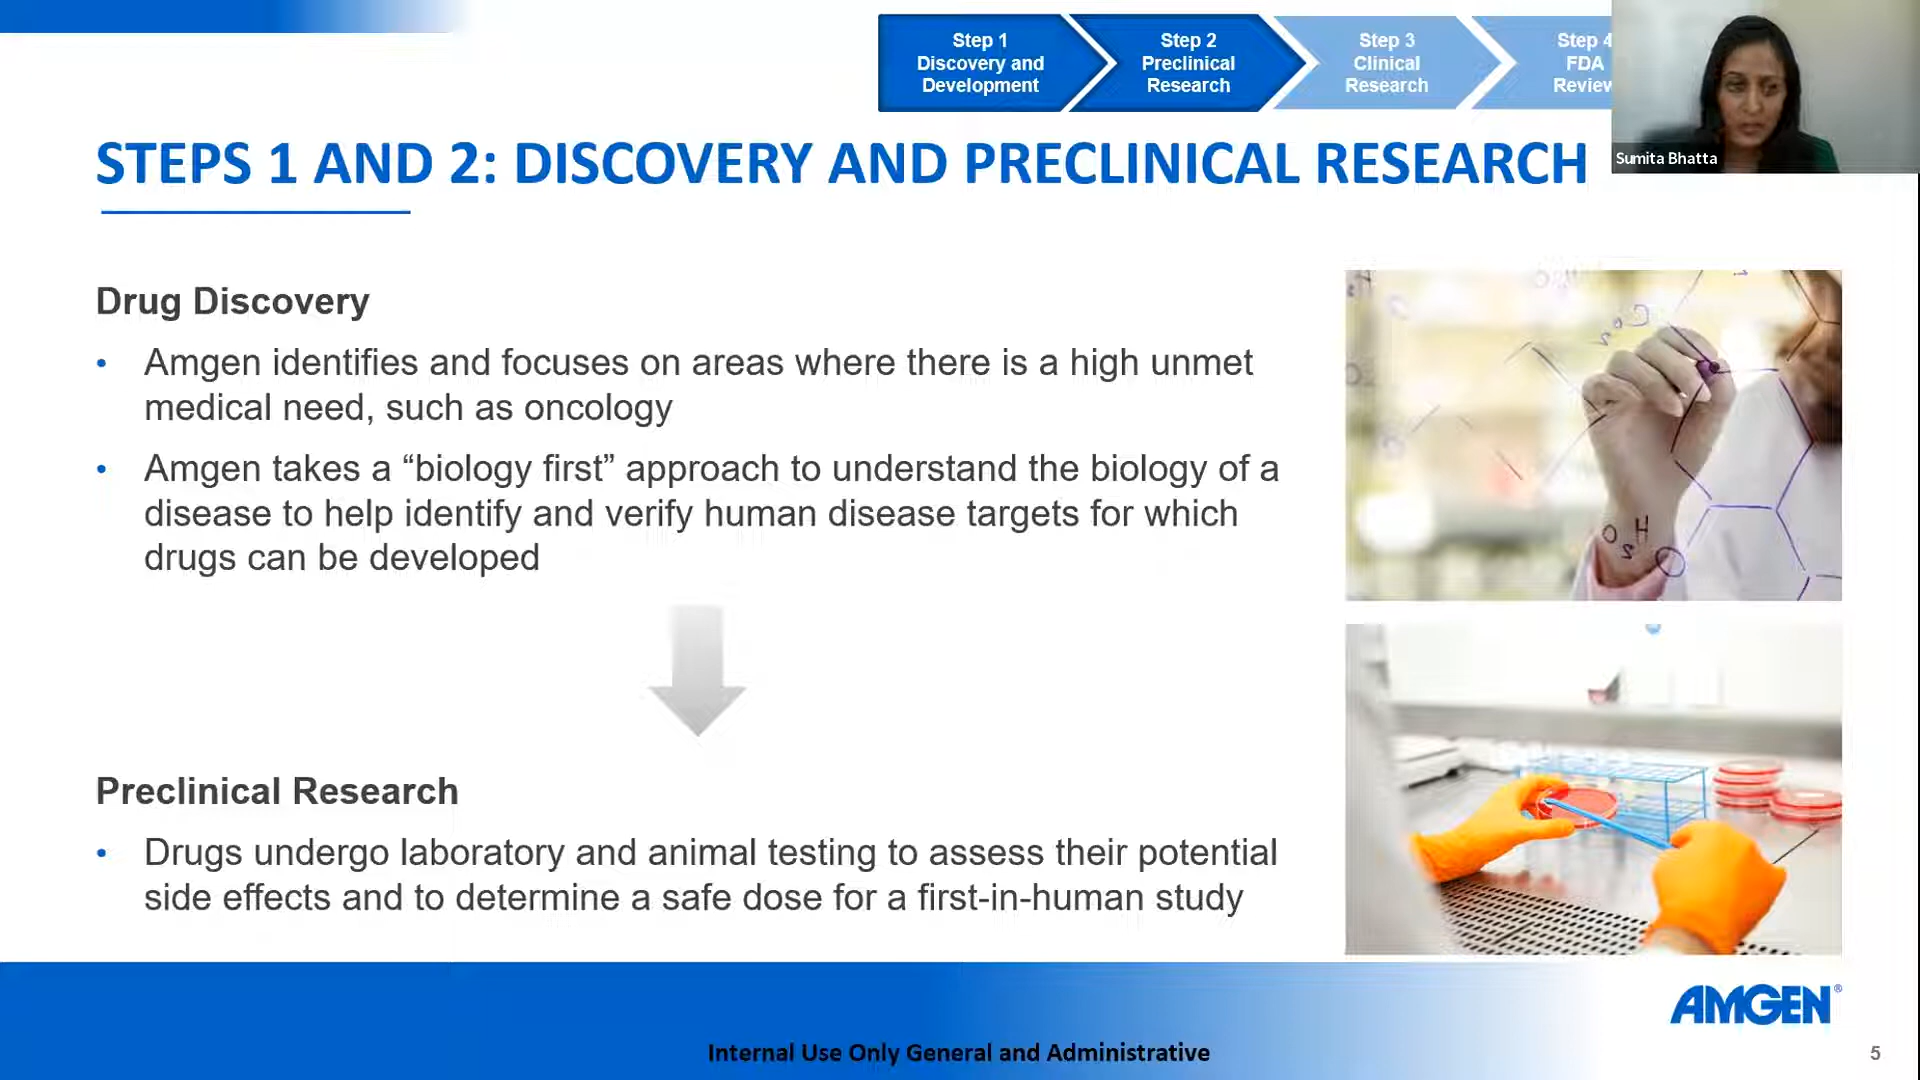 Step 1
Discovery and
Development
Step 2
Preclinical
Research
Step 3
Clinical
Research
Step 4
FDA
Review
Sumita Bhatta
STEPS 1 AND 2: DISCOVERY AND PRECLINICAL RESEARCH
Drug Discovery
• Amgen identifies and focuses on areas where there is a high unmet
medical need, such as oncology
• Amgen takes a “biology first” approach to understand the biology of a
disease to help identify and verify human disease targets for which
drugs can be developed
Preclinical Research
• Drugs undergo laboratory and animal testing to assess their potential
side effects and to determine a safe dose for a first-in-human study
AMGEN®
Internal Use Only General and Administrative
5